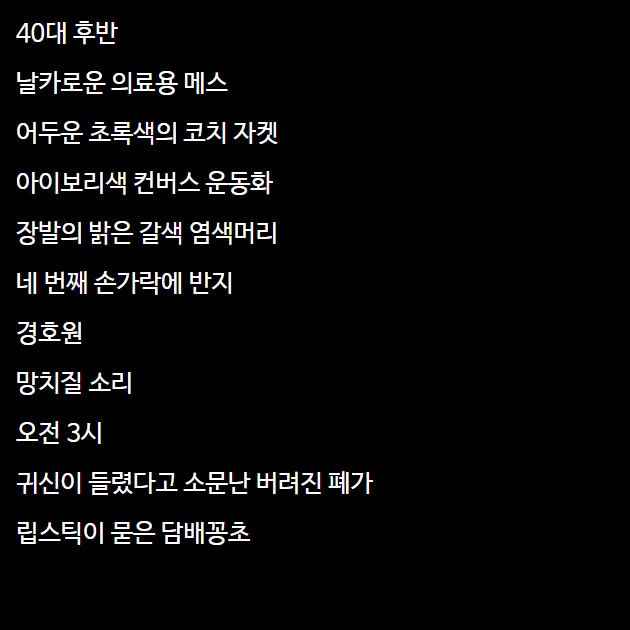 40대 후반
날카로운 의료용 메스
어두운 초록색의 코치 자켓
아이보리색 컨버스 운동화
장발의 밝은 갈색 염색머리
네 번째 손가락에 반지
경호원
망치질 소리
오전 3시
귀신이 들렸다고 소문난 버려진 폐가
립스틱이 묻은 담배꽁초